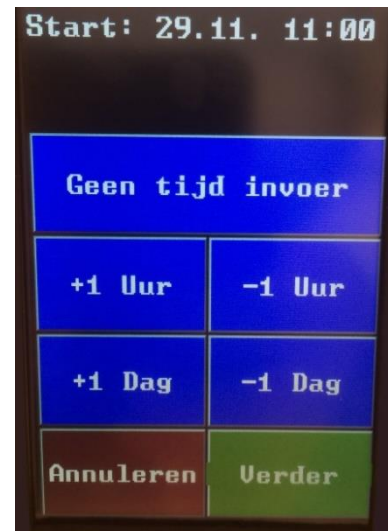 Start: 29.11. 11:00
Geen tijd invoer
+1 Uur
-1 Uur
+1 Dag
-1 Dag
Annuleren
Verder